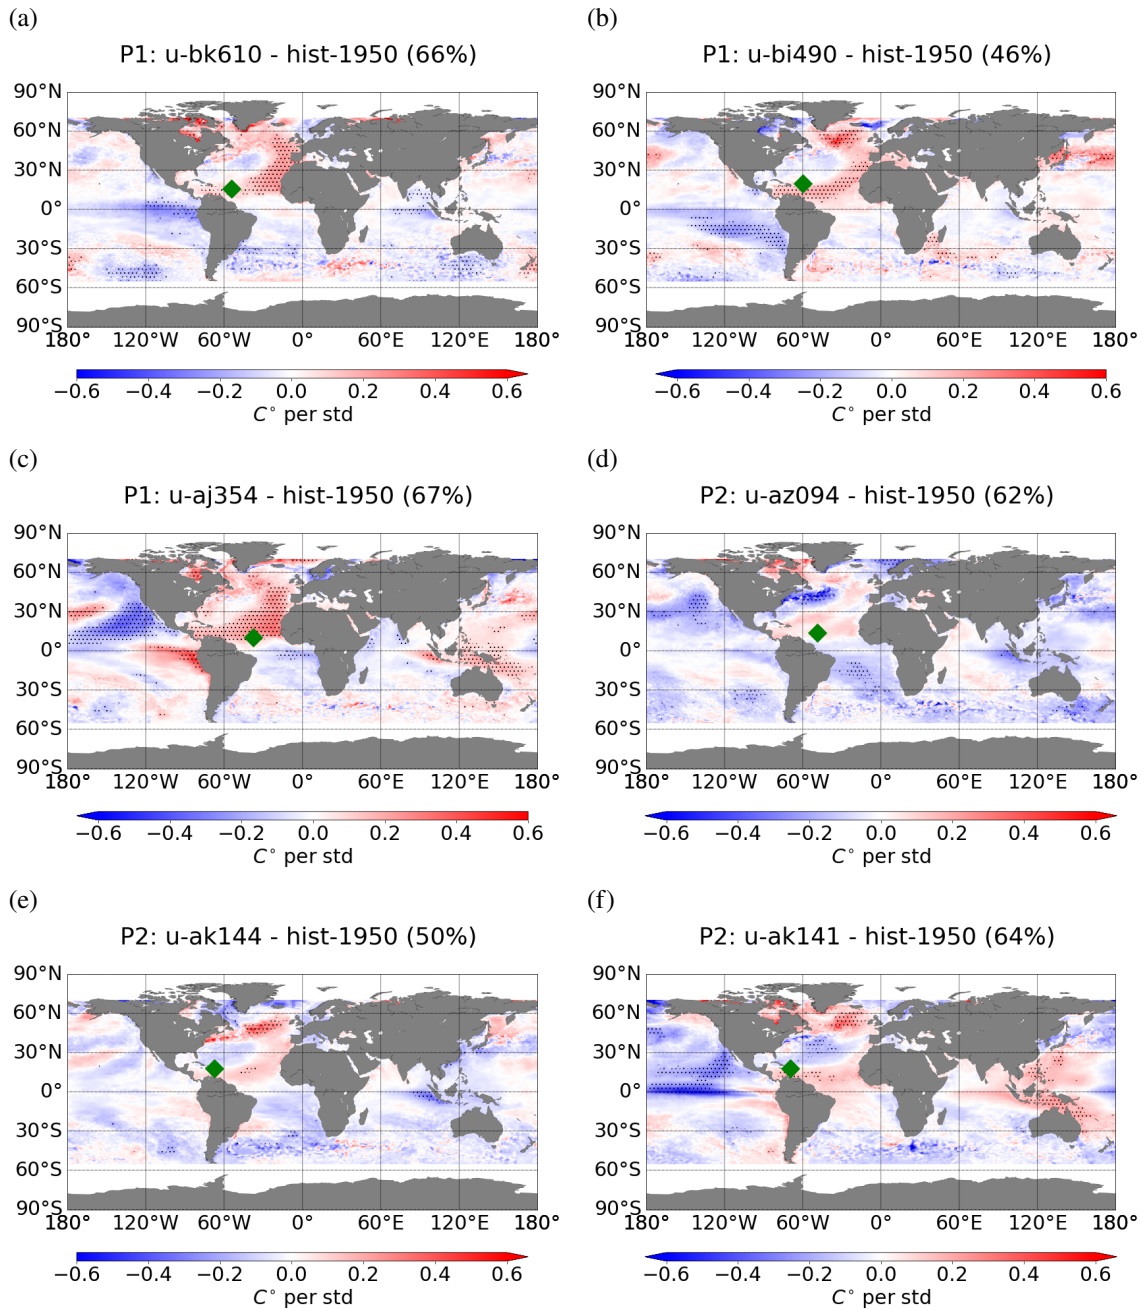 (a)
(b)
P1: u-bk610 - hist-1950 (66%)
P1: u-bi490 - hist-1950 (46%)
90°N
60°N
30°N
0°
30°S
60°S
90°S
180° 120°W 60°W 0° 60°E 120°E 180°
90°N
60°N
30°N
0°
30°S
60°S
90°S
180° 120°W 60°W 0° 60°E 120°E 180°
−0.6 −0.4 −0.2 0.0 0.2 0.4 0.6
C° per std
−0.6 −0.4 −0.2 0.0 0.2 0.4 0.6
C° per std
(c)
(d)
P1: u-aj354 - hist-1950 (67%)
P2: u-az094 - hist-1950 (62%)
90°N
60°N
30°N
0°
30°S
60°S
90°S
180° 120°W 60°W 0° 60°E 120°E 180°
90°N
60°N
30°N
0°
30°S
60°S
90°S
180° 120°W 60°W 0° 60°E 120°E 180°
−0.6 −0.4 −0.2 0.0 0.2 0.4 0.6
C° per std
−0.6 −0.4 −0.2 0.0 0.2 0.4 0.6
C° per std
(e)
(f)
P2: u-ak144 - hist-1950 (50%)
P2: u-ak141 - hist-1950 (64%)
90°N
60°N
30°N
0°
30°S
60°S
90°S
180° 120°W 60°W 0° 60°E 120°E 180°
90°N
60°N
30°N
0°
30°S
60°S
90°S
180° 120°W 60°W 0° 60°E 120°E 180°
−0.6 −0.4 −0.2 0.0 0.2 0.4 0.6
C° per std
−0.6 −0.4 −0.2 0.0 0.2 0.4 0.6
C° per std